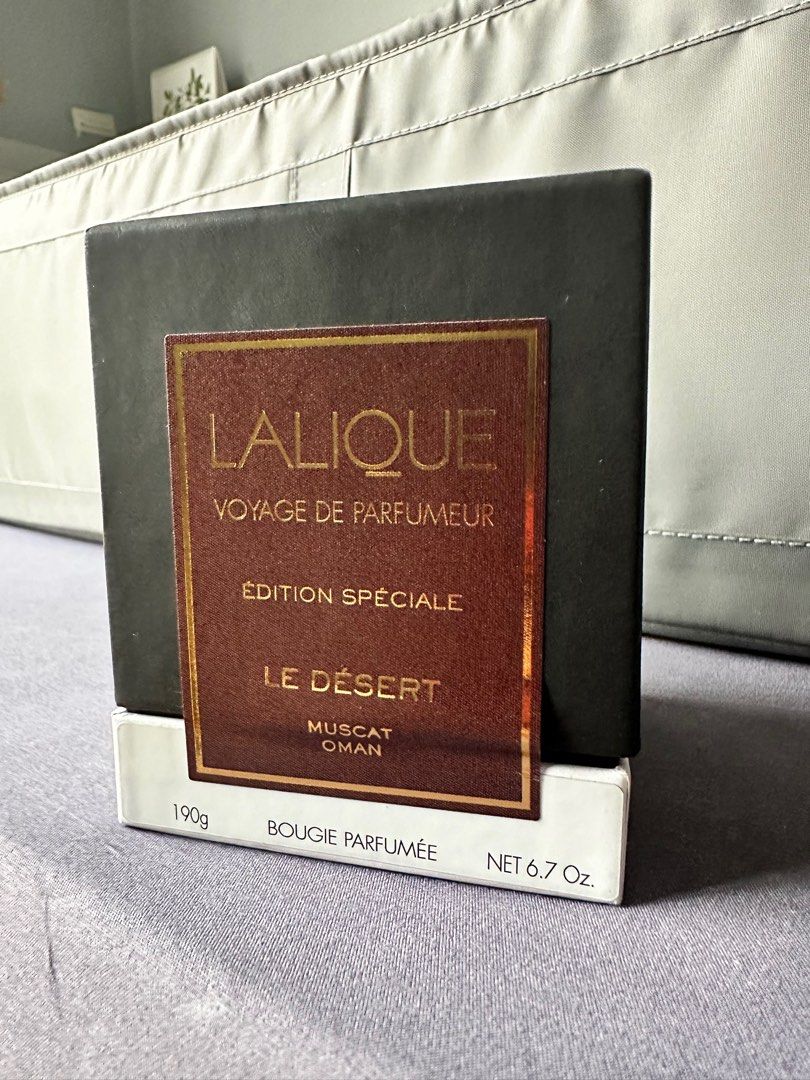 LALIQUE
VOYAGE DE PARFUMEUR
ÉDITION SPÉCIALE
LE DÉSERT
MUSCAT
OMAN
190g BOUGIE PARFUMÉE NET 6.7 Oz.